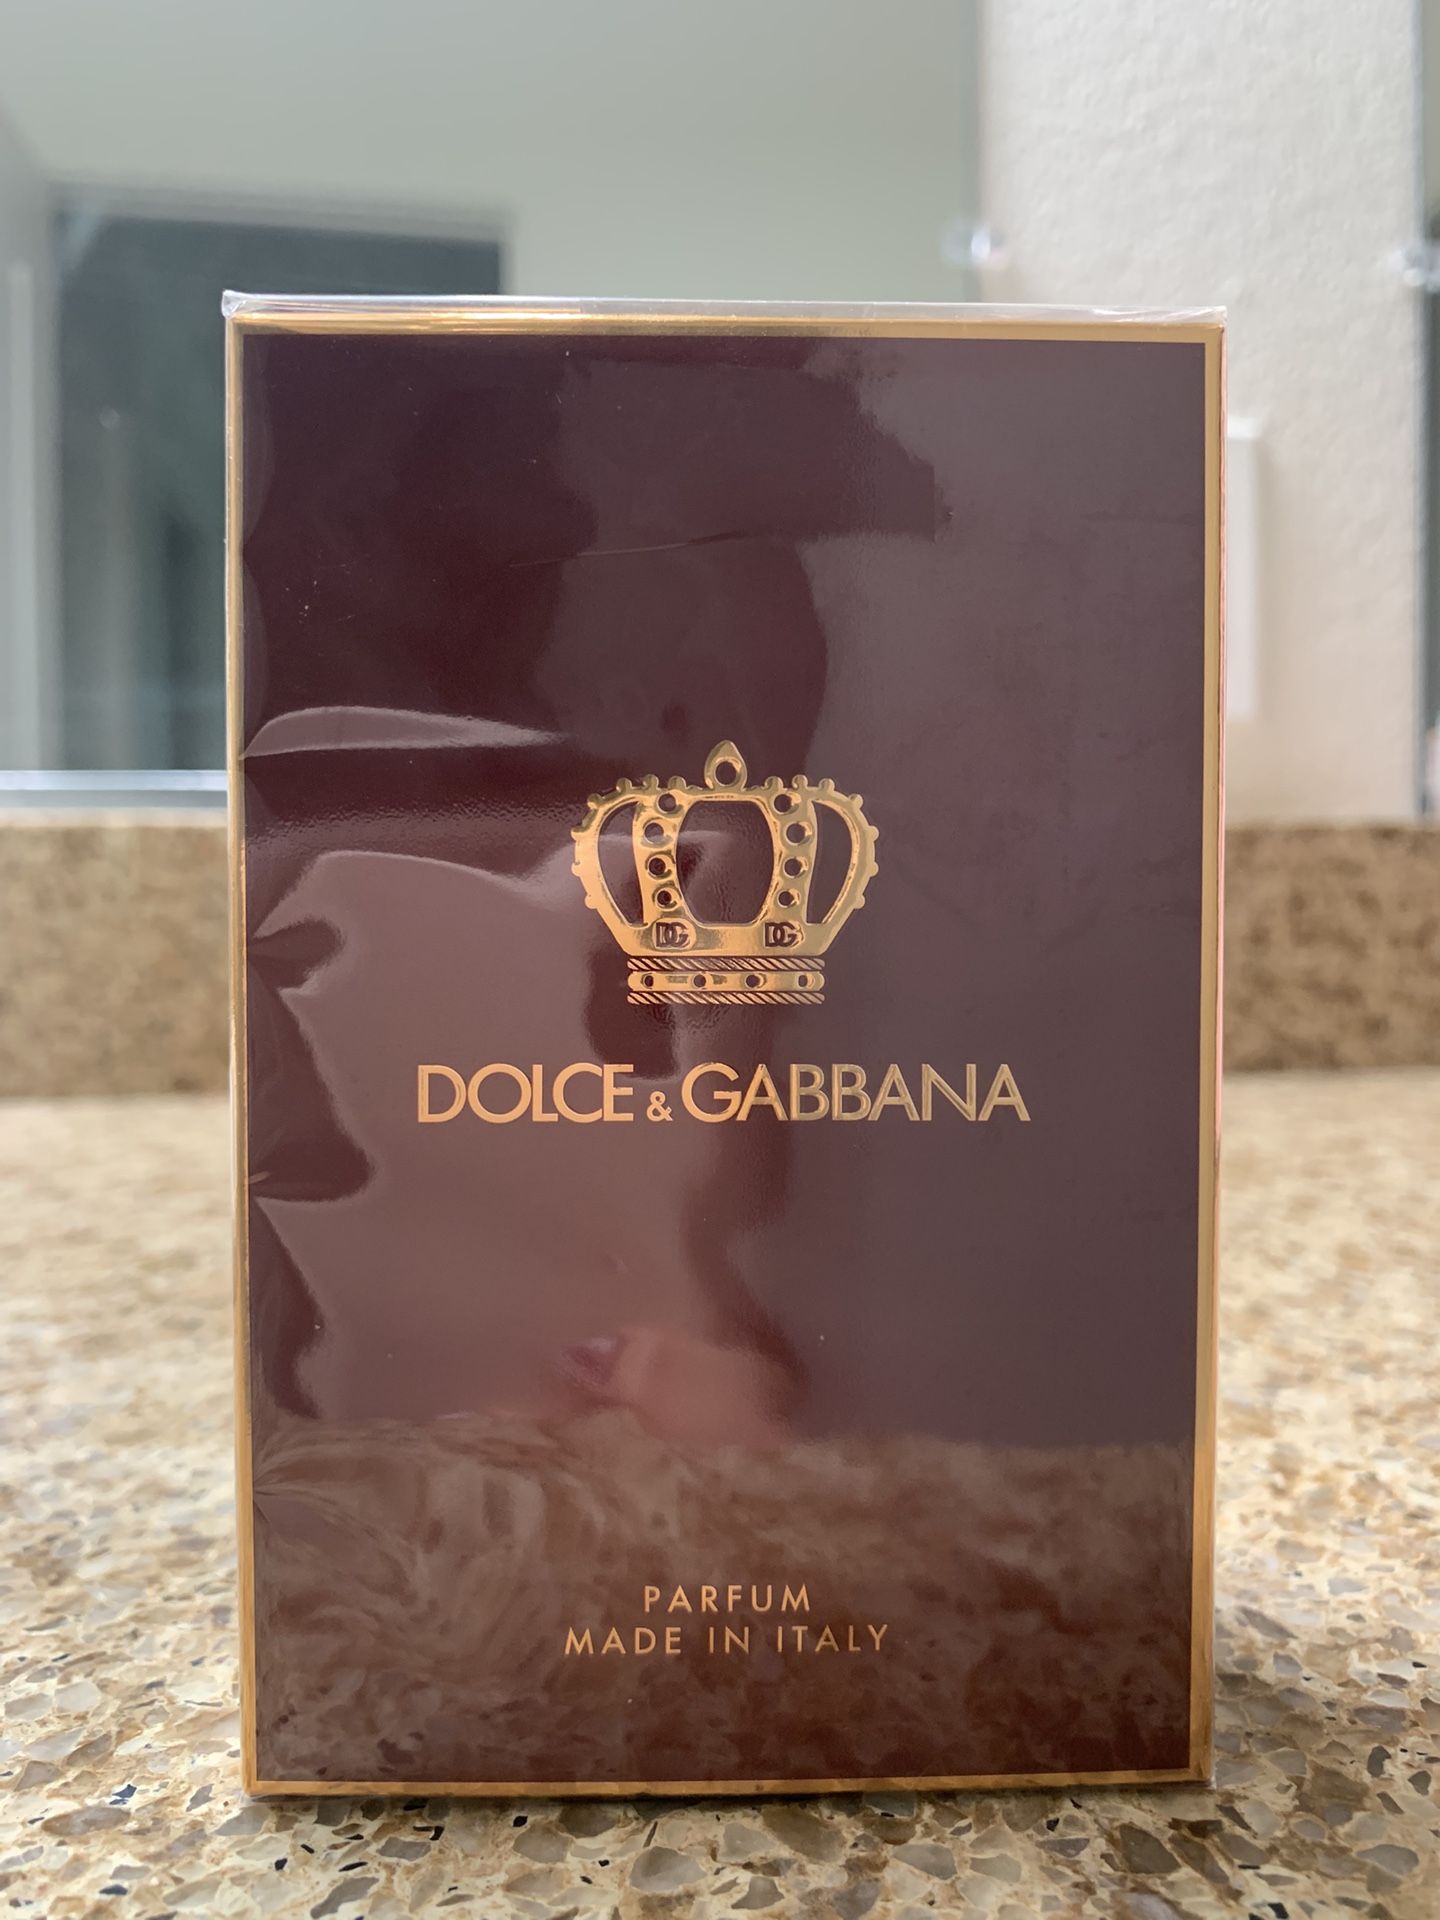 DG DG
DOLCE & GABBANA
PARFUM
MADE IN ITALY